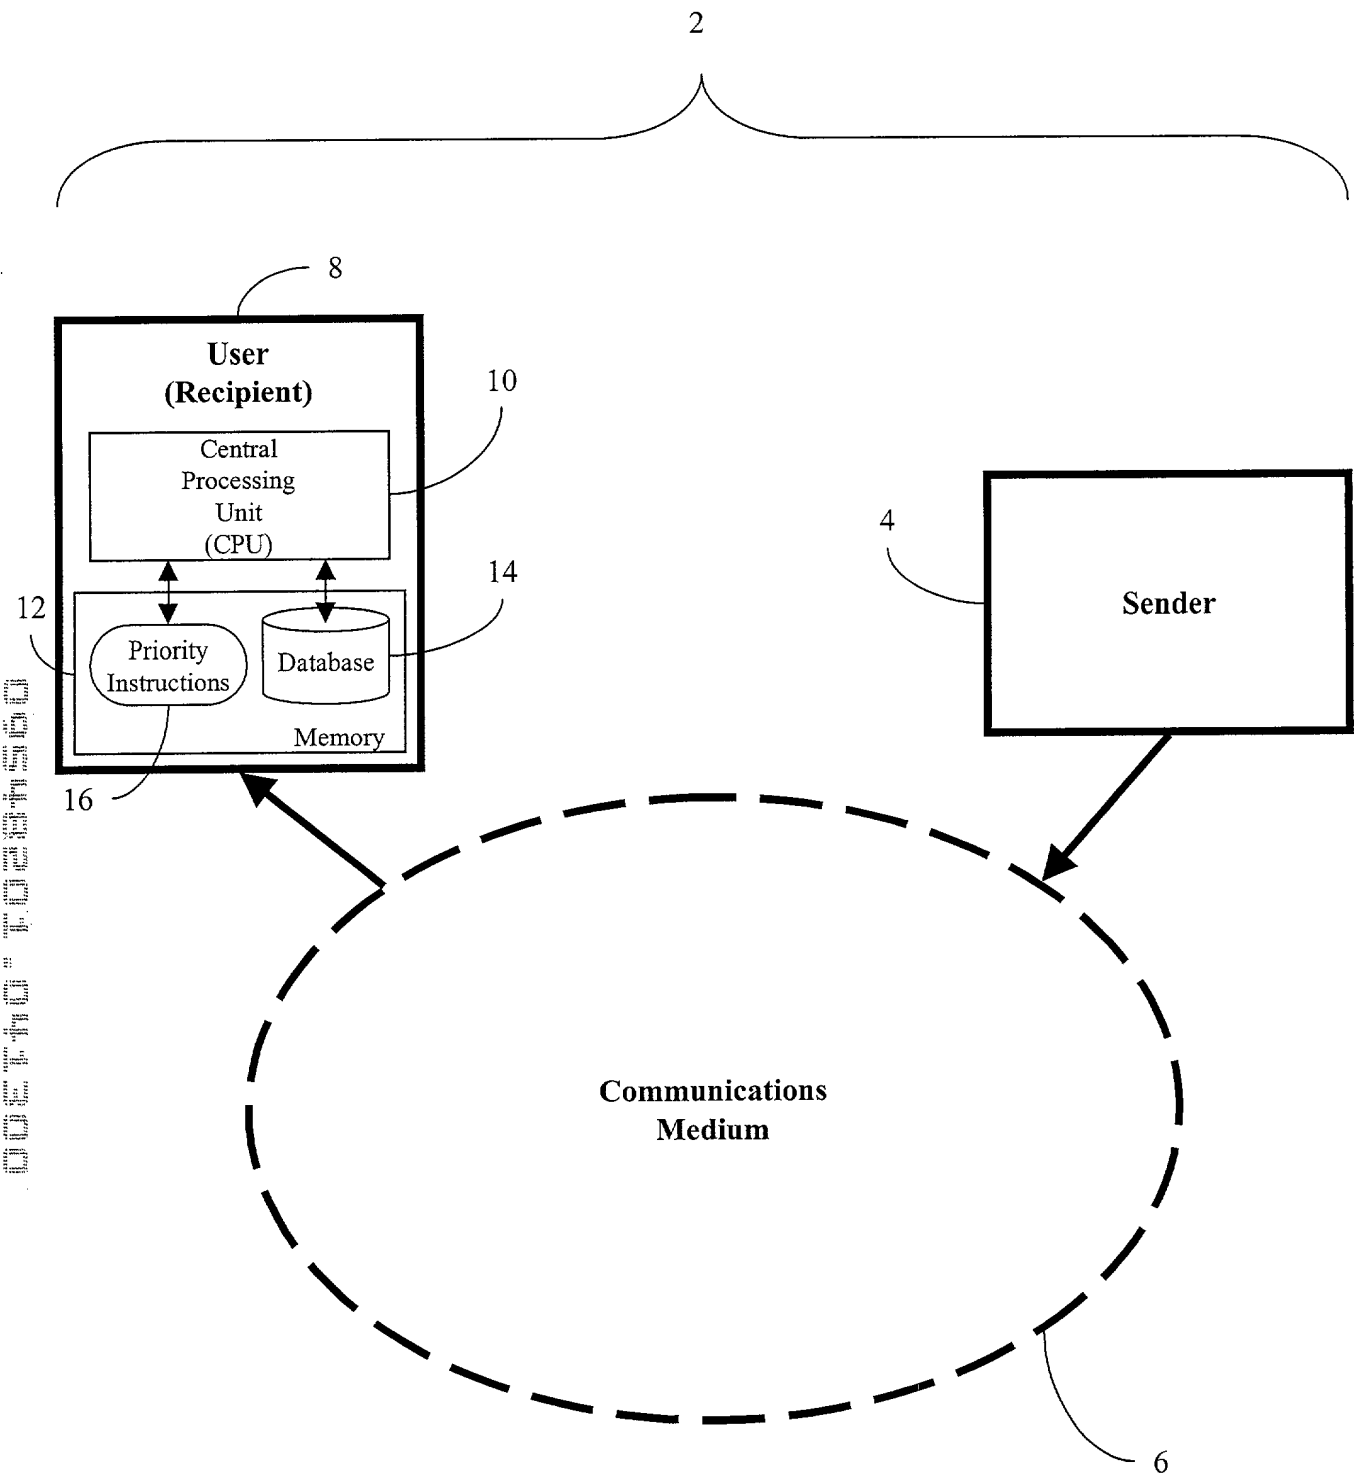 2
8
User
(Recipient)
10
Central
Processing
Unit
(CPU)
4
14
Sender
12
Priority
Instructions
Database
Memory
16
Communications
Medium
6